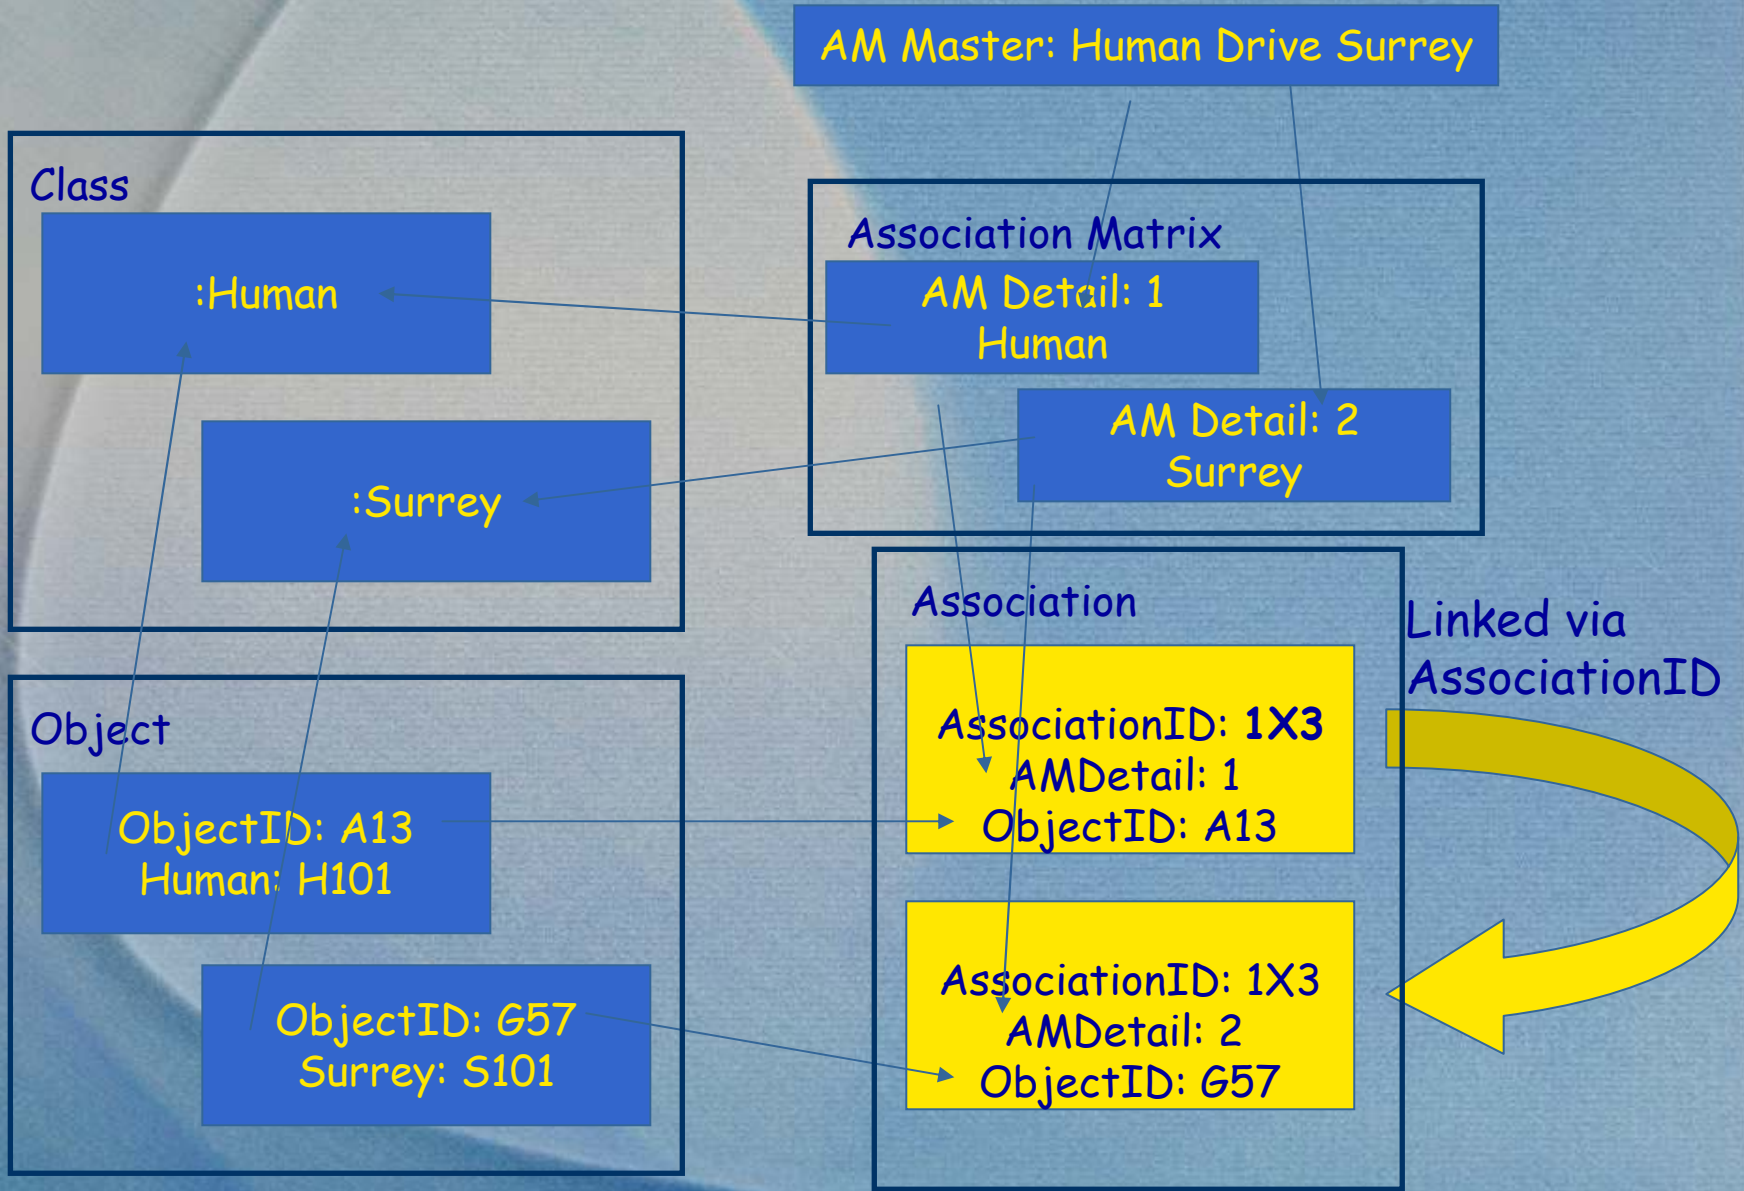 AM Master: Human Drive Surrey
Class
:Human
:Surrey
Association Matrix
AM Detail: 1
Human
AM Detail: 2
Surrey
Object
ObjectID: A13
Human: H101
ObjectID: G57
Surrey: S101
Association
AssociationID: 1X3
AMDetail: 1
ObjectID: A13
AssociationID: 1X3
AMDetail: 2
ObjectID: G57
Linked via
AssociationID